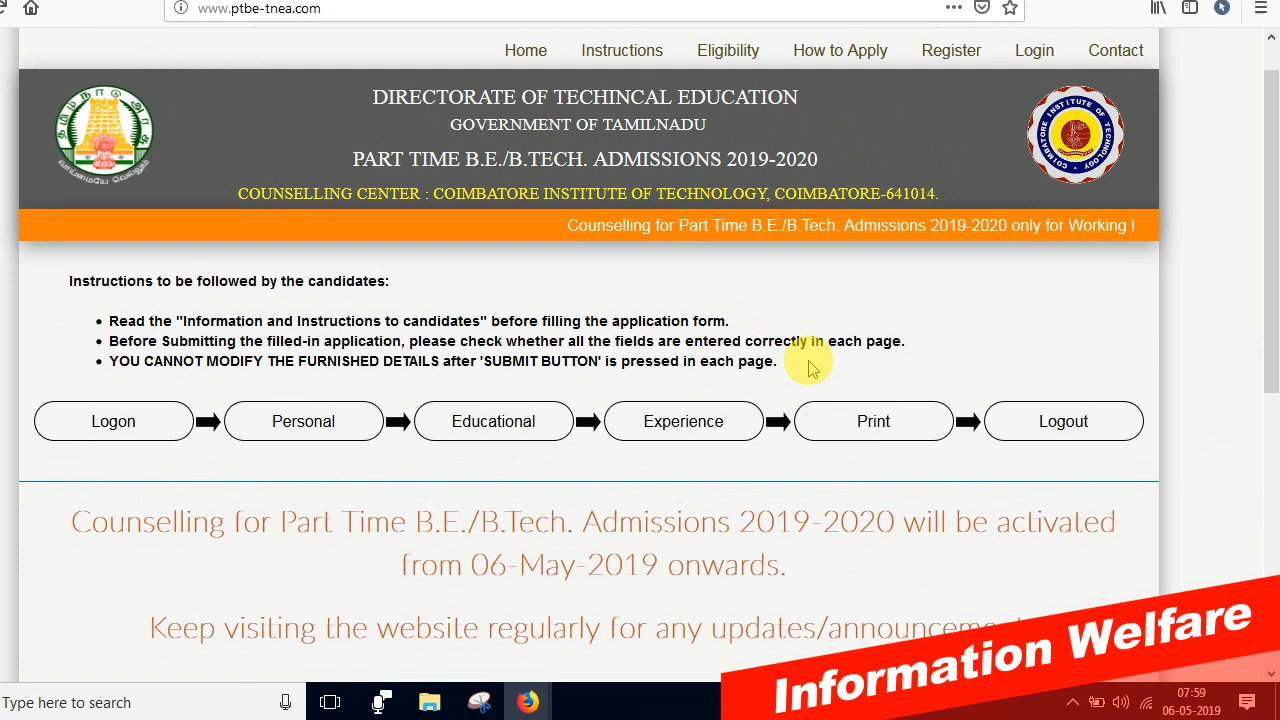 www.ptbe-tnea.com
Home Instructions Eligibility How to Apply Register Login Contact
DIRECTORATE OF TECHINCAL EDUCATION
GOVERNMENT OF TAMILNADU
PART TIME B.E./B.TECH. ADMISSIONS 2019-2020
COUNSELLING CENTER : COIMBATORE INSTITUTE OF TECHNOLOGY, COIMBATORE-641014.
COIMBATORE INSTITUTE OF TECHNOLOGY
Counselling for Part Time B.E./B.Tech. Admissions 2019-2020 only for Working I
Instructions to be followed by the candidates:
• Read the "Information and Instructions to candidates" before filling the application form.
• Before Submitting the filled-in application, please check whether all the fields are entered correctly in each page.
• YOU CANNOT MODIFY THE FURNISHED DETAILS after 'SUBMIT BUTTON' is pressed in each page.
Logon Personal Educational Experience Print Logout
Counselling for Part Time B.E./B.Tech. Admissions 2019-2020 will be activated
from 06-May-2019 onwards.
Keep visiting the website regularly for any updates/announcement
Information Welfare
Type here to search
07:59
06-05-2019